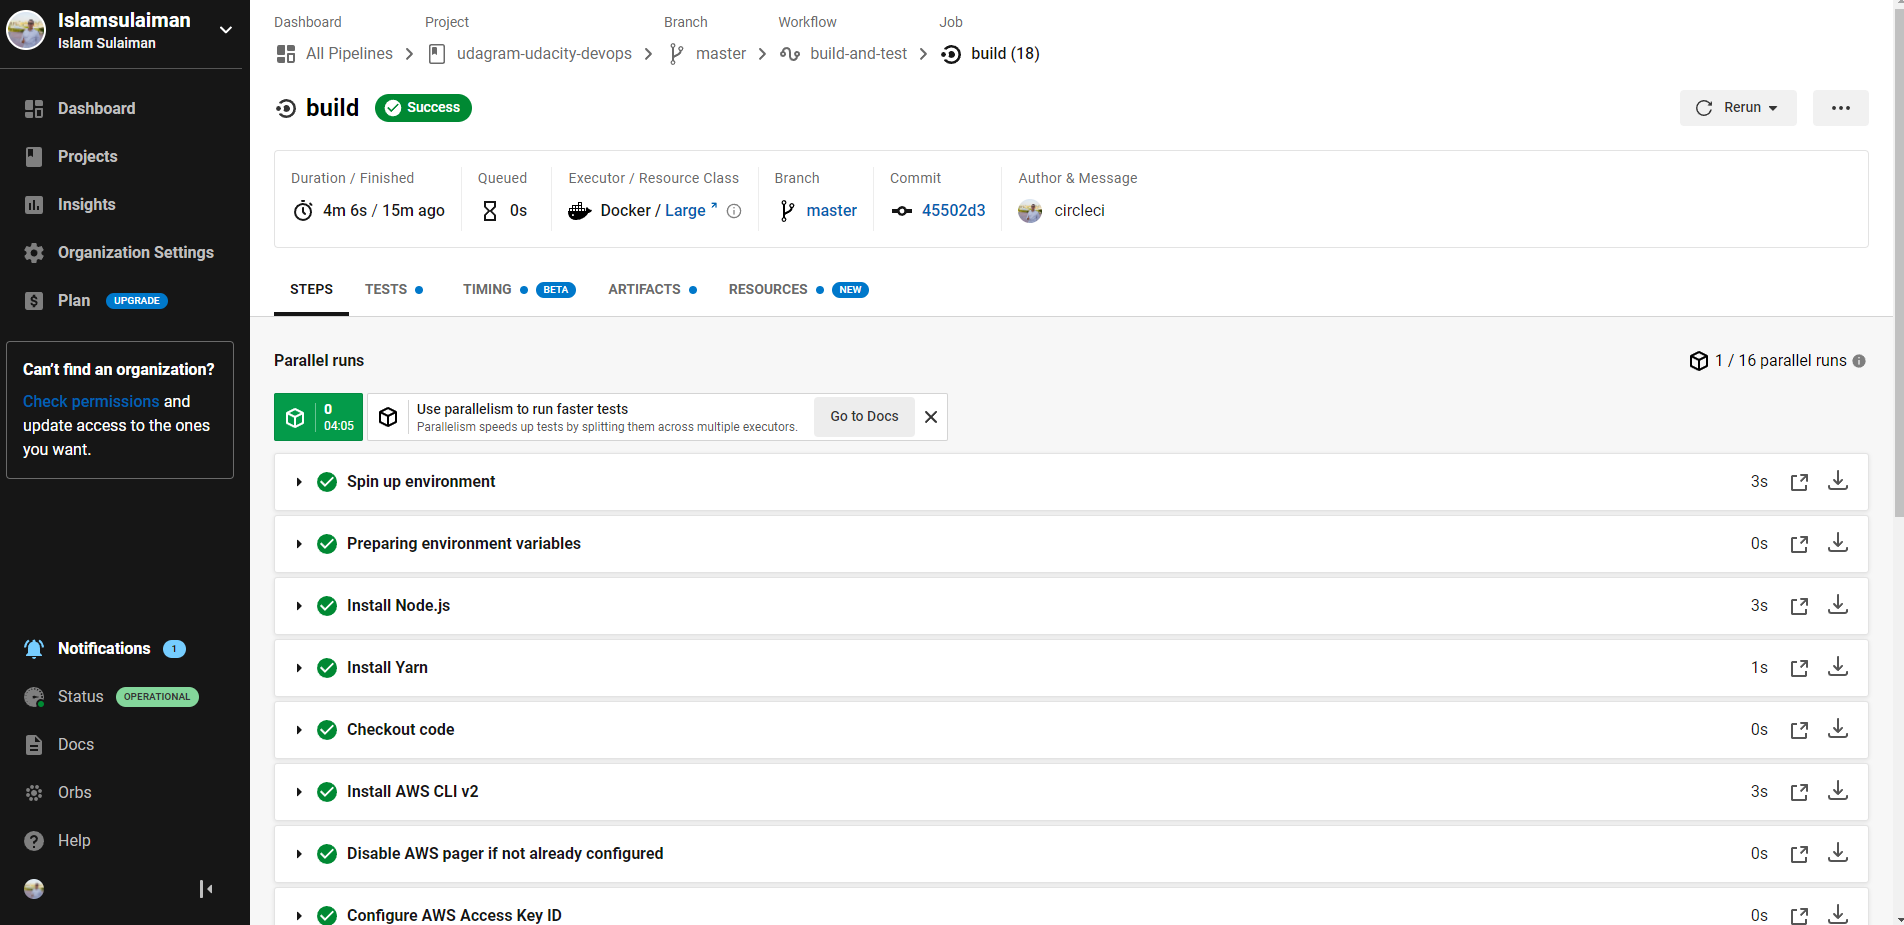 Islamsulaiman
Islam Sulaiman
Dashboard
Projects
Insights
Organization Settings
Plan UPGRADE
Can't find an organization?
Check permissions and
update access to the ones
you want.
Notifications 1
Status OPERATIONAL
Docs
Orbs
Help
Dashboard Project Branch Workflow Job
All Pipelines udagram-udacity-devops master build-and-test build (18)
build Success Rerun
Duration / Finished Queued Executor / Resource Class Branch Commit Author & Message
4m 6s / 15m ago 0s Docker / Large master 45502d3 circleci
STEPS TESTS TIMING BETA ARTIFACTS RESOURCES NEW
Parallel runs 1 / 16 parallel runs
0
04:05
Use parallelism to run faster tests
Parallelism speeds up tests by splitting them across multiple executors.
Go to Docs
Spin up environment 3s
Preparing environment variables 0s
Install Node.js 3s
Install Yarn 1s
Checkout code 0s
Install AWS CLI v2 3s
Disable AWS pager if not already configured 0s
Configure AWS Access Key ID 0s